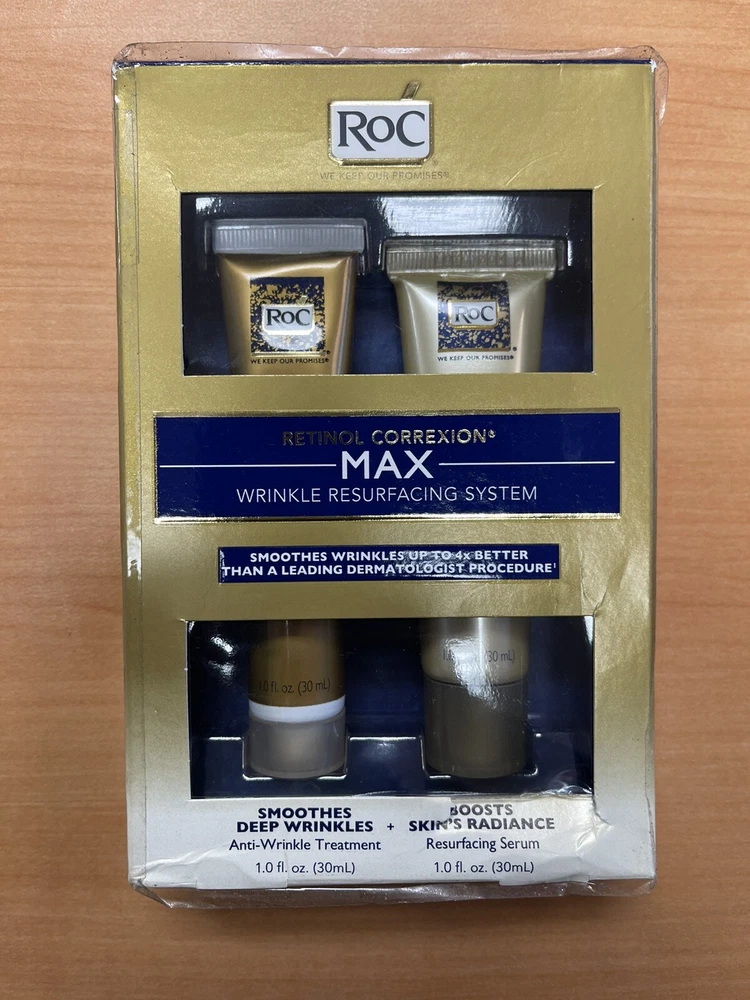 RoC®
WE KEEP OUR PROMISES®
RoC
WE KEEP OUR PROMISES®
RoC
WE KEEP OUR PROMISES®
RETINOL CORREXION®
MAX
WRINKLE RESURFACING SYSTEM
SMOOTHES WRINKLES UP TO 4x BETTER
THAN A LEADING DERMATOLOGIST PROCEDURE¹
1.0 fl. oz. (30 mL)
(30 mL)
SMOOTHES
DEEP WRINKLES
Anti-Wrinkle Treatment
1.0 fl. oz. (30mL)
+
BOOSTS
SKIN'S RADIANCE
Resurfacing Serum
1.0 fl. oz. (30mL)